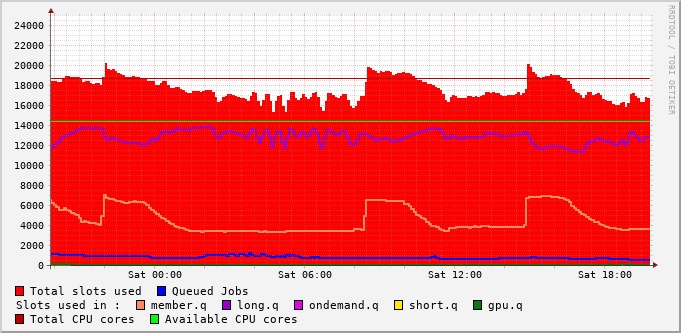 24000
22000
20000
18000
16000
14000
12000
10000
8000
6000
4000
2000
0
Sat 00:00 Sat 06:00 Sat 12:00 Sat 18:00
RRDTOOL / TOBI OETIKER
Total slots used Queued Jobs
Slots used in : member.q long.q ondemand.q short.q gpu.q
Total CPU cores Available CPU cores